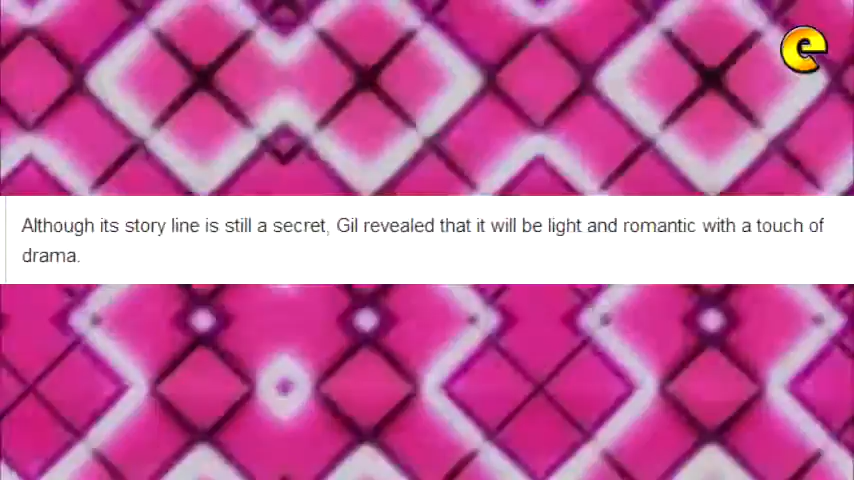 e
Although its story line is still a secret, Gil revealed that it will be light and romantic with a touch of
drama.